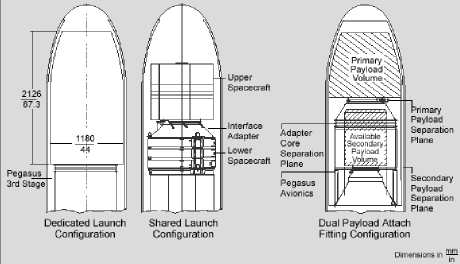 2126
67.3
1180
44
Pegasus
3rd Stage
Dedicated Launch
Configuration
Upper
Spacecraft
Interface
Adapter
Lower
Spacecraft
Shared Launch
Configuration
Primary
Payload
Volume
Adapter
Core
Separation
Plane
Available
Secondary
Payload
Volume
Pegasus
Avionics
Primary
Payload
Separation
Plane
Secondary
Payload
Separation
Plane
Dual Payload Attach
Fitting Configuration
Dimensions in mm
in